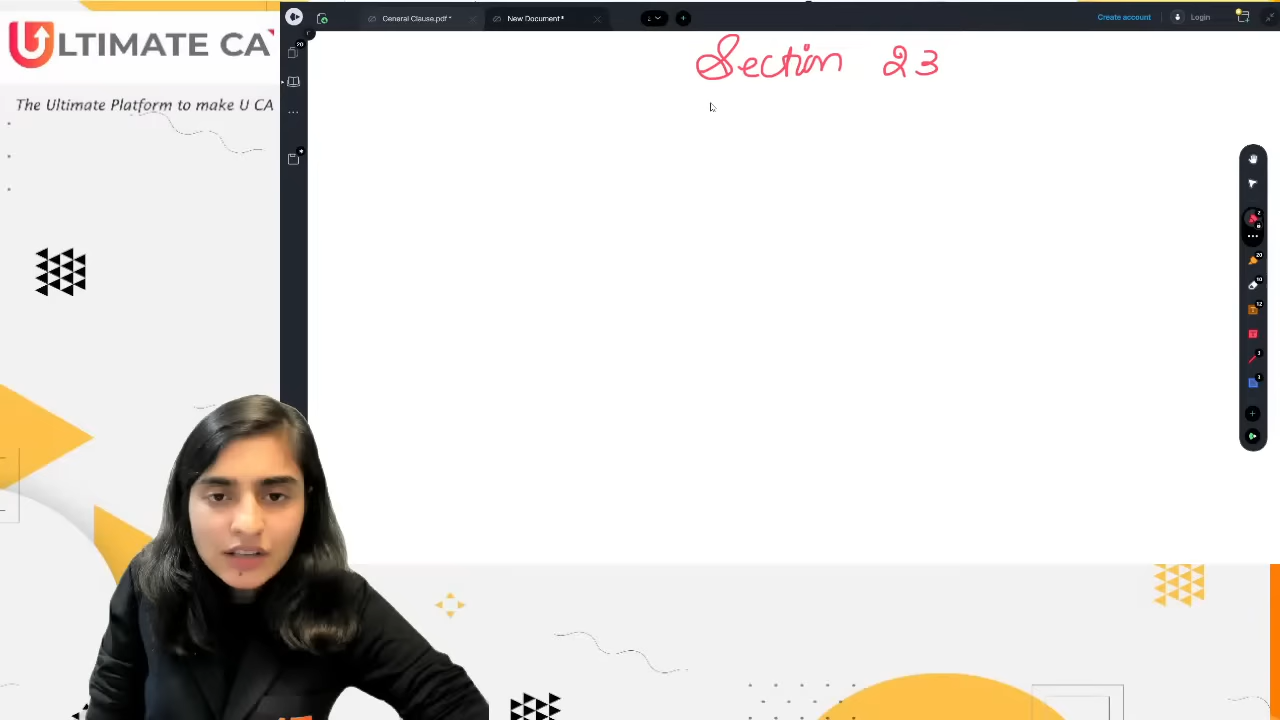 ULTIMATE CA
The Ultimate Platform to make U CA
General Clause.pdf *
New Document*
Create account
Login
Section 23